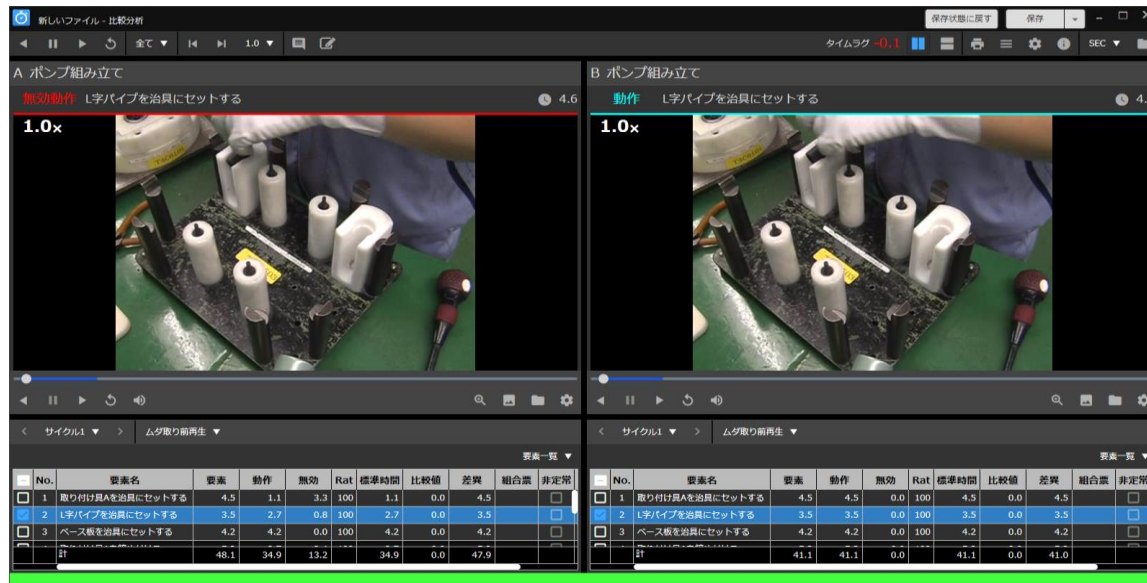 新しいファイル - 比較分析
保存状態に戻す
保存
全て ▼
1.0 ▼
タイムラグ -0.1
SEC ▼
A ポンプ組み立て
無効動作 L字パイプを治具にセットする 4.6
1.0×
サイクル1 ▼
ムダ取り前再生 ▼
要素一覧 ▼
No. 要素名 要素 動作 無効 Rat 標準時間 比較値 差異 組合票 非定常
1 取り付け具Aを治具にセットする 4.5 1.1 3.3 100 1.1 0.0 4.5
2 L字パイプを治具にセットする 3.5 2.7 0.8 100 2.7 0.0 3.5
3 ベース板を治具にセットする 4.2 4.2 0.0 100 4.2 0.0 4.2
計 48.1 34.9 13.2 34.9 0.0 47.9
B ポンプ組み立て
動作 L字パイプを治具にセットする 4.
1.0×
サイクル1 ▼
ムダ取り前再生 ▼
要素一覧 ▼
No. 要素名 要素 動作 無効 Rat 標準時間 比較値 差異 組合票 非定常
1 取り付け具Aを治具にセットする 4.5 4.5 0.0 100 4.5 0.0 4.5
2 L字パイプを治具にセットする 3.5 3.5 0.0 100 3.5 0.0 3.5
3 ベース板を治具にセットする 4.2 4.2 0.0 100 4.2 0.0 4.2
計 41.1 41.1 0.0 41.1 0.0 41.0